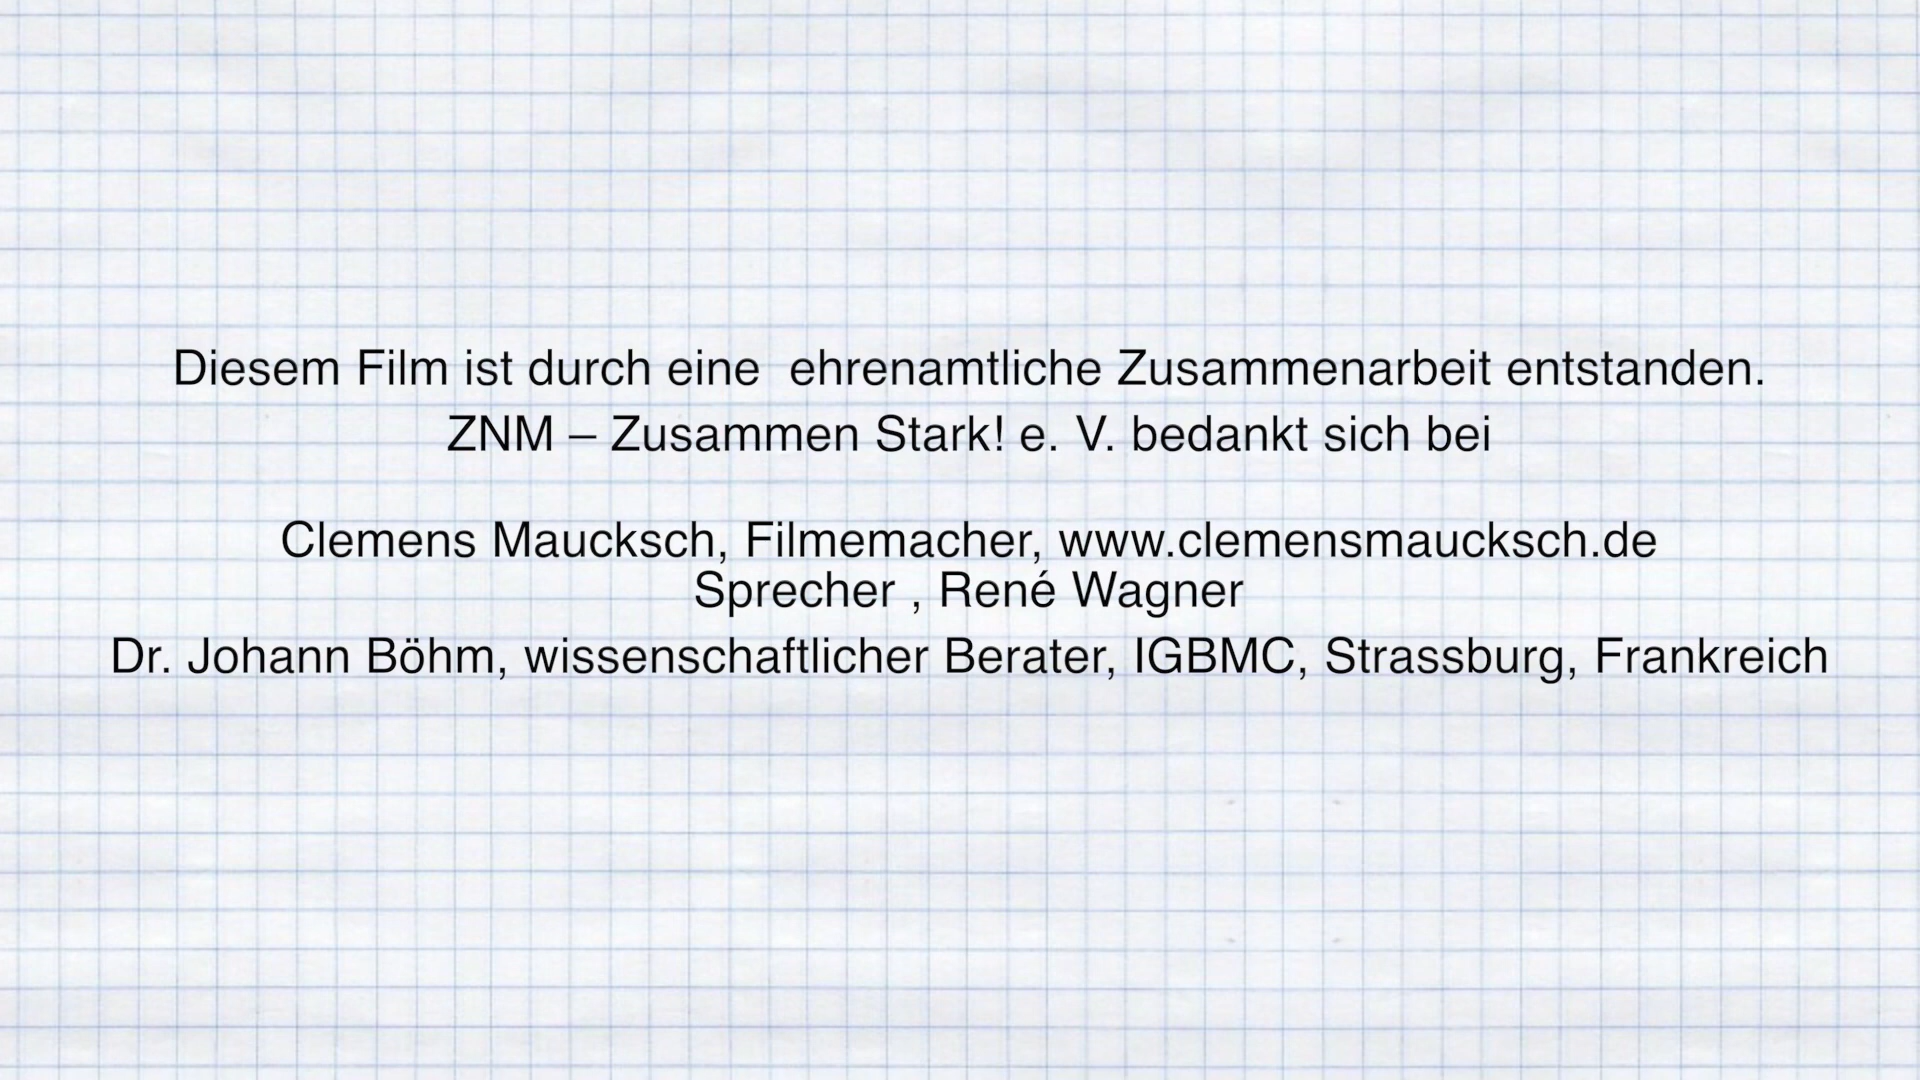 Diesem Film ist durch eine  ehrenamtliche Zusammenarbeit entstanden.
ZNM – Zusammen Stark! e. V. bedankt sich bei
Clemens Maucksch, Filmemacher, www.clemensmaucksch.de
Sprecher , René Wagner
Dr. Johann Böhm, wissenschaftlicher Berater, IGBMC, Strassburg, Frankreich